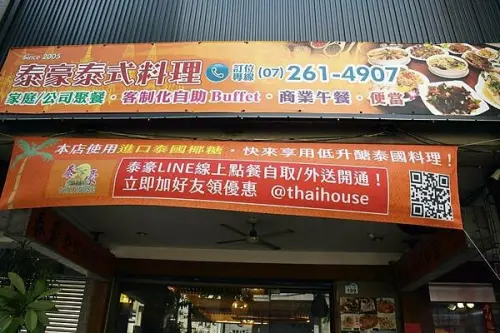 Since 2005
泰豪泰式料理 訂位專線 (07) 261-4907
家庭/公司聚餐·客制化自助Buffet·商業午餐·便當
本店使用進口泰國椰糖·快來享用低升醣泰國料理!
泰豪LINE線上點餐自取/外送開通!
立即加好友領優惠 @thaihouse